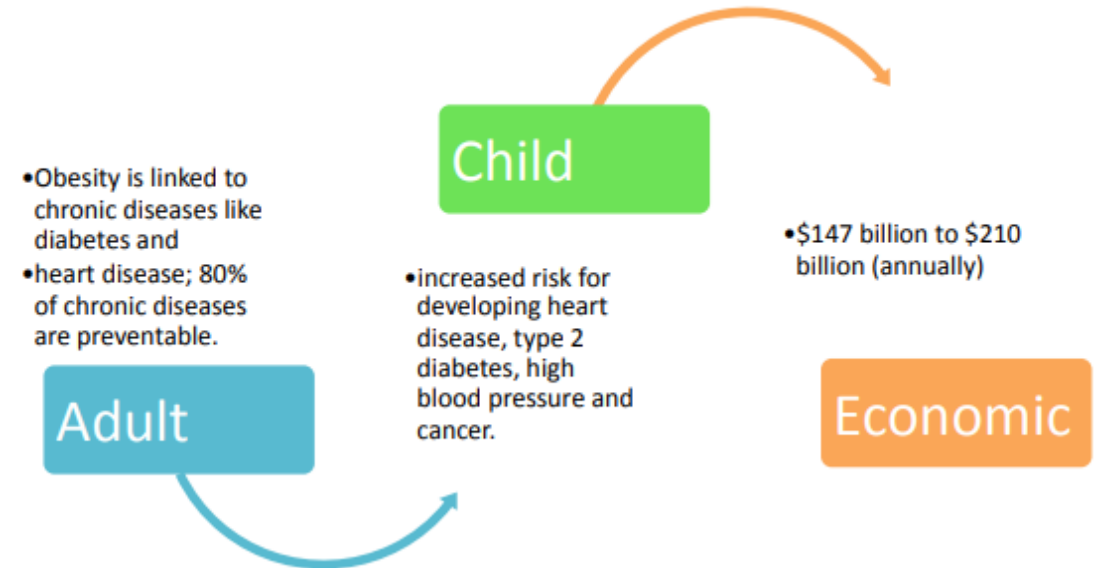 •Obesity is linked to
chronic diseases like
diabetes and
•heart disease; 80%
of chronic diseases
are preventable.
Adult
Child
•increased risk for
developing heart
disease, type 2
diabetes, high
blood pressure and
cancer.
•$147 billion to $210
billion (annually)
Economic